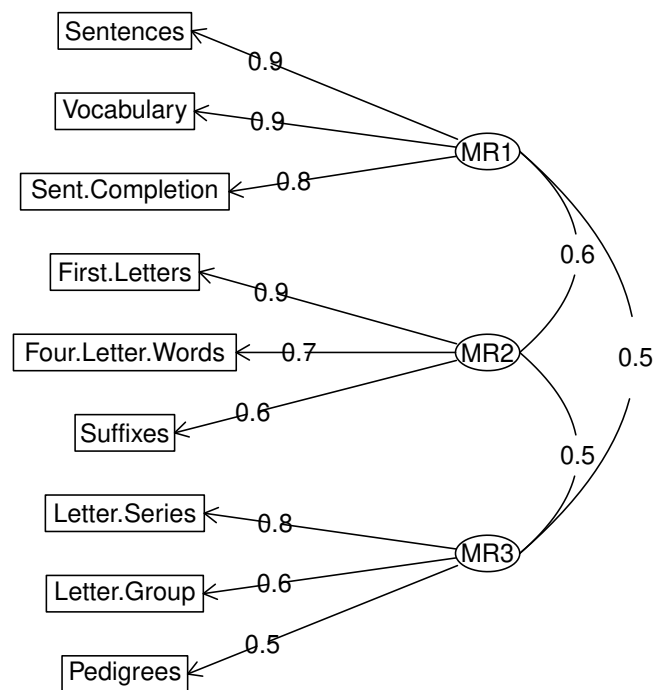 Sentences
0.9
Vocabulary
0.9
MR1
Sent.Completion
0.8
0.6
First.Letters
0.9
Four.Letter.Words
0.7
MR2
0.5
Suffixes
0.6
0.5
Letter.Series
0.8
MR3
Letter.Group
0.6
0.5
Pedigrees